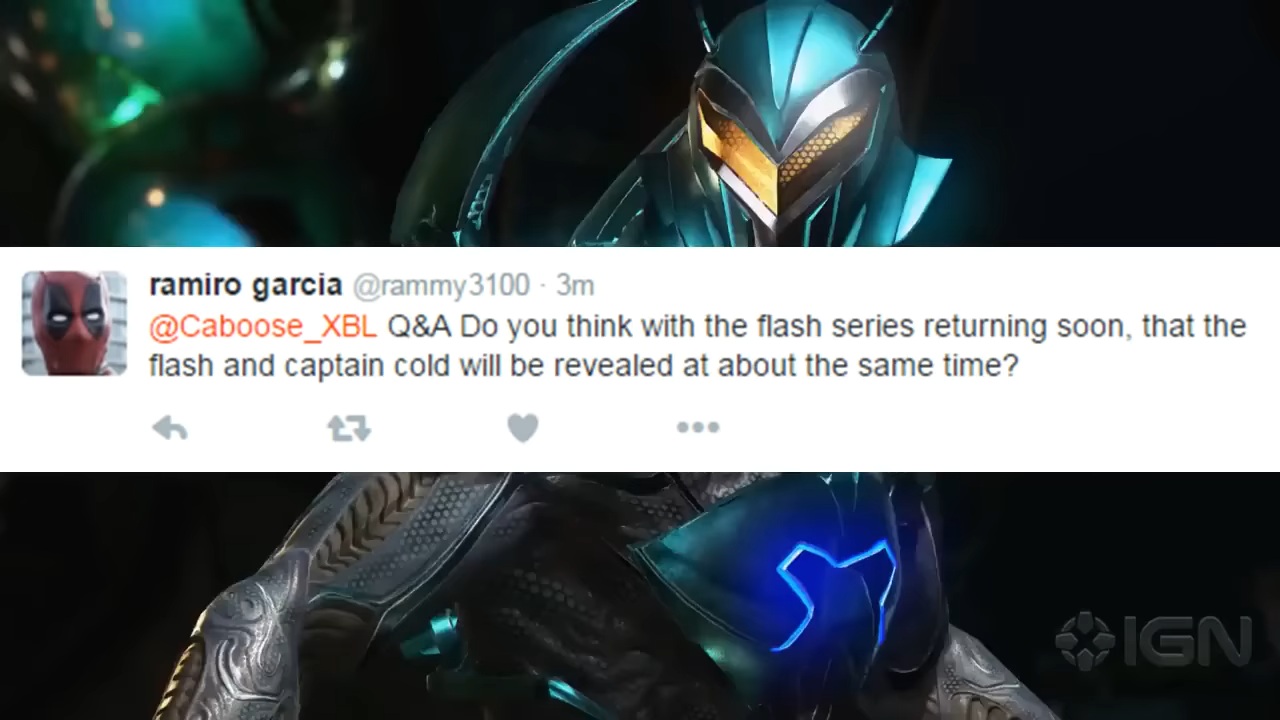 ramiro garcia @rammy3100 · 3m
@Caboose_XBL Q&A Do you think with the flash series returning soon, that the
flash and captain cold will be revealed at about the same time?
IGN